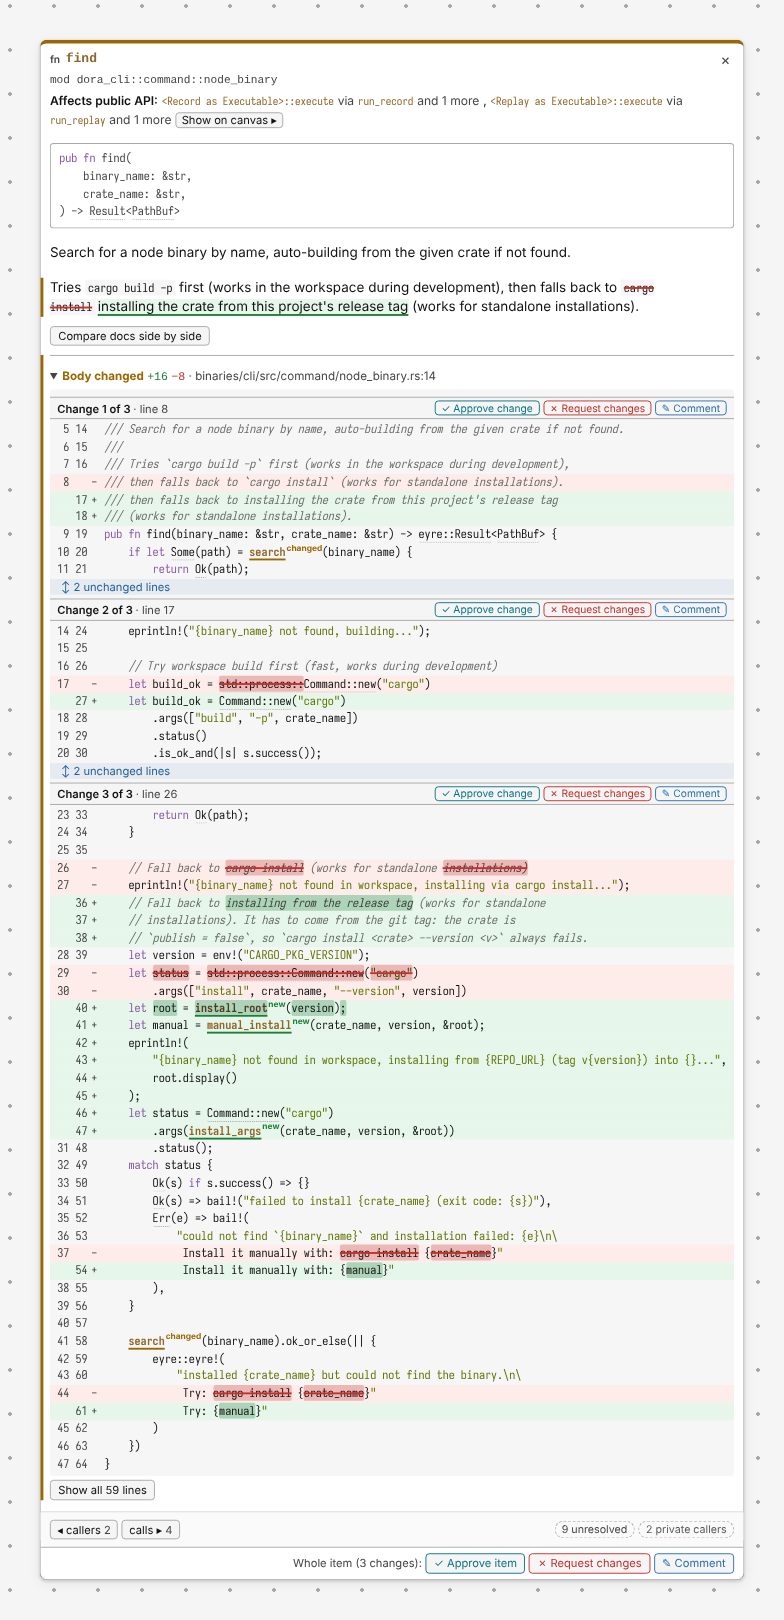 fn find
×
mod dora_cli::command::node_binary
Affects public API: <Record as Executable>::execute via run_record and 1 more , <Replay as Executable>::execute via
run_replay and 1 more Show on canvas ▸
pub fn find(
    binary_name: &str,
    crate_name: &str,
) -> Result<PathBuf>
Search for a node binary by name, auto-building from the given crate if not found.
Tries cargo build -p first (works in the workspace during development), then falls back to cargo
install installing the crate from this project's release tag (works for standalone installations).
Compare docs side by side
▼ Body changed +16 −8 · binaries/cli/src/command/node_binary.rs:14
Change 1 of 3 · line 8 ✓ Approve change × Request changes ✎ Comment
5 14 /// Search for a node binary by name, auto-building from the given crate if not found.
6 15 ///
7 16 /// Tries `cargo build -p` first (works in the workspace during development),
8 - /// then falls back to `cargo install` (works for standalone installations).
17 + /// then falls back to installing the crate from this project's release tag
18 + /// (works for standalone installations).
9 19 pub fn find(binary_name: &str, crate_name: &str) -> eyre::Result<PathBuf> {
10 20     if let Some(path) = search changed (binary_name) {
11 21         return Ok(path);
↕ 2 unchanged lines
Change 2 of 3 · line 17 ✓ Approve change × Request changes ✎ Comment
14 24     eprintln!("{binary_name} not found, building...");
15 25
16 26     // Try workspace build first (fast, works during development)
17 -     let build_ok = std::process::Command::new("cargo")
27 +     let build_ok = Command::new("cargo")
18 28         .args(["build", "-p", crate_name])
19 29         .status()
20 30         .is_ok_and(|s| s.success());
↕ 2 unchanged lines
Change 3 of 3 · line 26 ✓ Approve change × Request changes ✎ Comment
23 33         return Ok(path);
24 34     }
25 35
26 -     // Fall back to cargo install (works for standalone installations)
27 -     eprintln!("{binary_name} not found in workspace, installing via cargo install...");
36 +     // Fall back to installing from the release tag (works for standalone
37 +     // installations). It has to come from the git tag: the crate is
38 +     // `publish = false`, so `cargo install <crate> --version <v>` always fails.
28 39     let version = env!("CARGO_PKG_VERSION");
29 -     let status = std::process::Command::new("cargo")
30 -         .args(["install", crate_name, "--version", version])
40 +     let root = install_root new (version);
41 +     let manual = manual_install new (crate_name, version, &root);
42 +     eprintln!(
43 +         "{binary_name} not found in workspace, installing from {REPO_URL} (tag v{version}) into {}...",
44 +         root.display()
45 +     );
46 +     let status = Command::new("cargo")
47 +         .args(install_args new (crate_name, version, &root))
31 48         .status();
32 49     match status {
33 50         Ok(s) if s.success() => {}
34 51         Ok(s) => bail!("failed to install {crate_name} (exit code: {s})"),
35 52         Err(e) => bail!(
36 53             "could not find `{binary_name}` and installation failed: {e}\n\
37 -              Install it manually with: cargo install {crate_name}"
54 +              Install it manually with: {manual}"
38 55         ),
39 56     }
40 57
41 58     search changed (binary_name).ok_or_else(|| {
42 59         eyre::eyre!(
43 60             "installed {crate_name} but could not find the binary.\n\
44 -              Try: cargo install {crate_name}"
61 +              Try: {manual}"
45 62         )
46 63     })
47 64 }
Show all 59 lines
◂ callers 2 calls ▸ 4 9 unresolved 2 private callers
Whole item (3 changes): ✓ Approve item × Request changes ✎ Comment